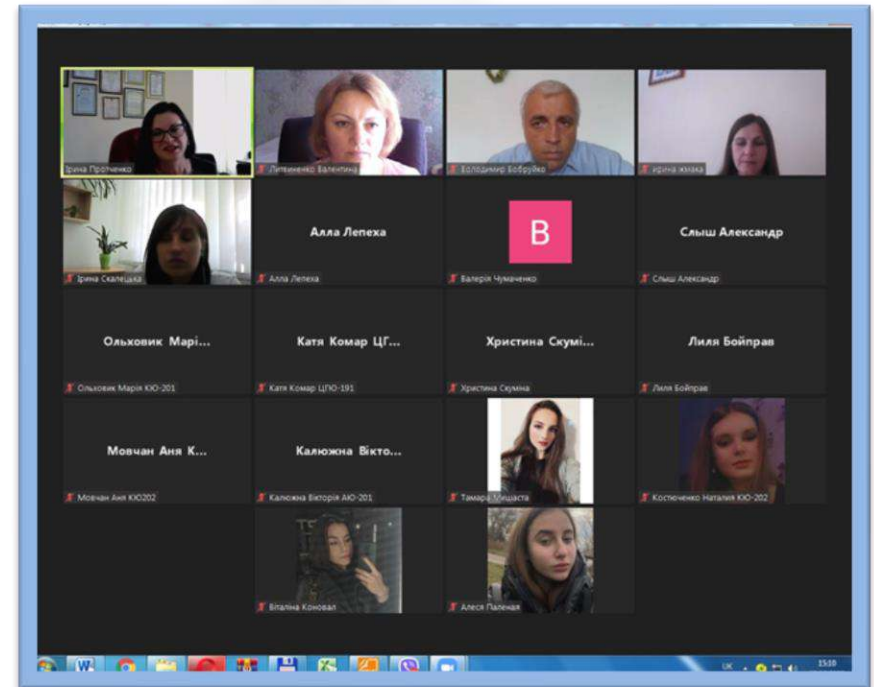 Ірина Протченко
Литвиненко Валентина
Володимир Бобруйко
ирина жмака
Ірина Скалецька
Алла Лепеха
Алла Лепеха
В
Валерія Чумаченко
Слыш Александр
Слыш Александр
Ольховик Марі...
Ольховик Марія КЮ-201
Катя Комар ЦГ...
Катя Комар ЦПЮ-191
Христина Скумі...
Христина Скуміна
Лиля Бойправ
Лиля Бойправ
Мовчан Аня К...
Мовчан Аня КЮ202
Калюжна Вікто...
Калюжна Вікторія АЮ-201
Тамара Мишаста
Костюченко Наталия КЮ-202
Віталіна Коновал
Алеся Паленая
UK
15:10